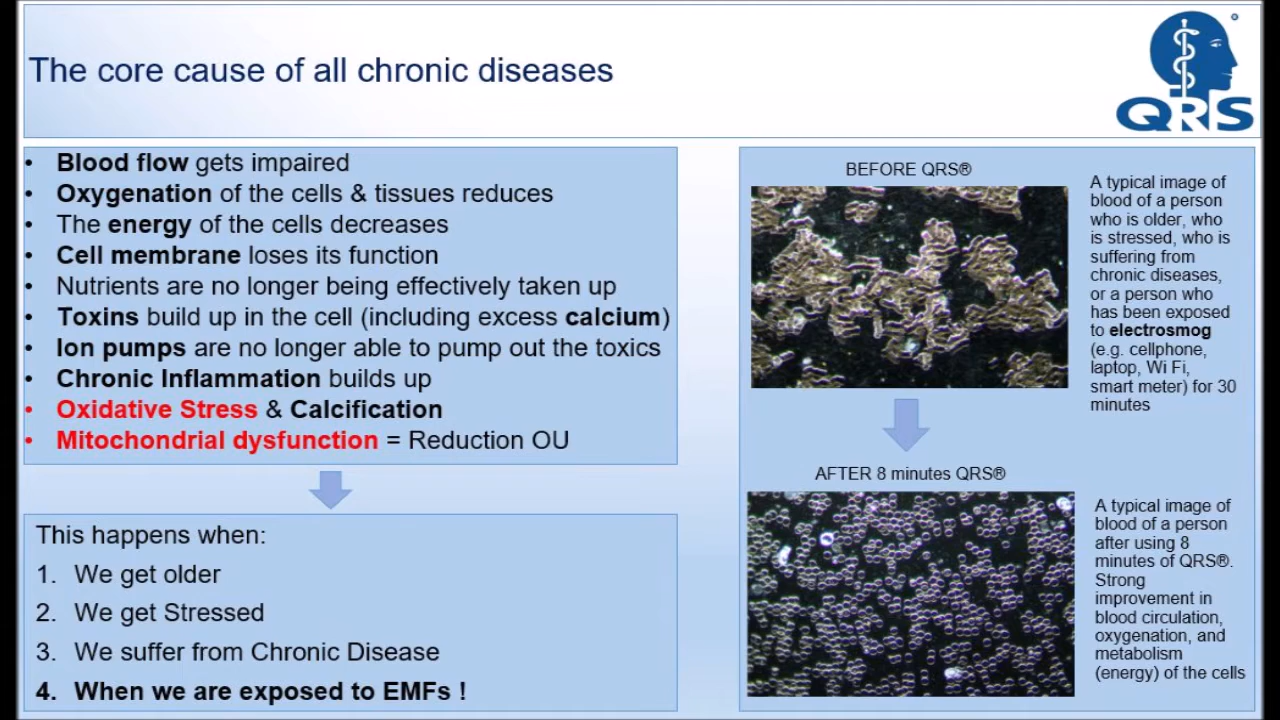 The core cause of all chronic diseases
QRS
• Blood flow gets impaired
• Oxygenation of the cells & tissues reduces
• The energy of the cells decreases
• Cell membrane loses its function
• Nutrients are no longer being effectively taken up
• Toxins build up in the cell (including excess calcium)
• Ion pumps are no longer able to pump out the toxics
• Chronic Inflammation builds up
• Oxidative Stress & Calcification
• Mitochondrial dysfunction = Reduction OU
This happens when:
1. We get older
2. We get Stressed
3. We suffer from Chronic Disease
4. When we are exposed to EMFs !
BEFORE QRS®
A typical image of
blood of a person
who is older, who
is stressed, who is
suffering from
chronic diseases,
or a person who
has been exposed
to electrosmog
(e.g. cellphone,
laptop, Wi Fi,
smart meter) for 30
minutes
AFTER 8 minutes QRS®
A typical image of
blood of a person
after using 8
minutes of QRS®.
Strong
improvement in
blood circulation,
oxygenation, and
metabolism
(energy) of the cells